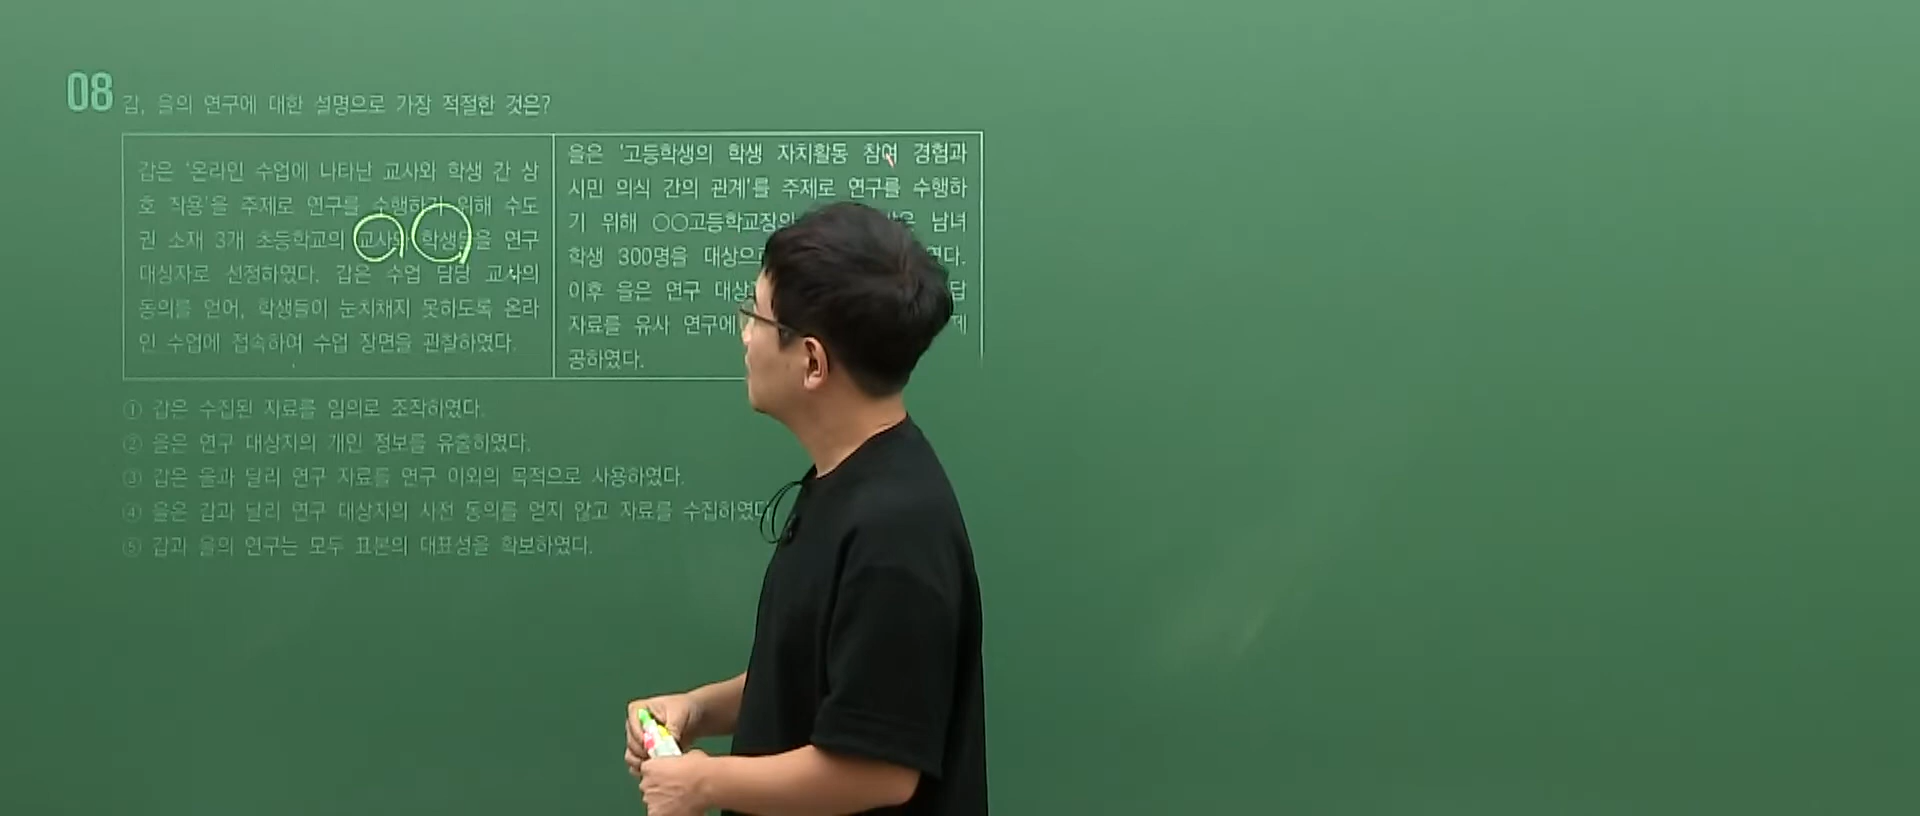 08 갑, 을의 연구에 대한 설명으로 가장 적절한 것은?
갑은 '온라인 수업에 나타난 교사와 학생 간 상
호 작용'을 주제로 연구를 수행하기 위해 수도
권 소재 3개 초등학교의 교사와 학생들을 연구
대상자로 선정하였다. 갑은 수업 담당 교사의
동의를 얻어, 학생들이 눈치채지 못하도록 온라
인 수업에 접속하여 수업 장면을 관찰하였다.
을은 '고등학생의 학생 자치활동 참여 경험과
시민 의식 간의 관계'를 주제로 연구를 수행하
기 위해 ○○고등학교장의 남녀
학생 300명을 대상으
이후 을은 연구 대상 답
자료를 유사 연구에 제
공하였다.
① 갑은 수집된 자료를 임의로 조작하였다.
② 을은 연구 대상자의 개인 정보를 유출하였다.
③ 갑은 을과 달리 연구 자료를 연구 이외의 목적으로 사용하였다.
④ 을은 갑과 달리 연구 대상자의 사전 동의를 얻지 않고 자료를 수집하였다
⑤ 갑과 을의 연구는 모두 표본의 대표성을 확보하였다.